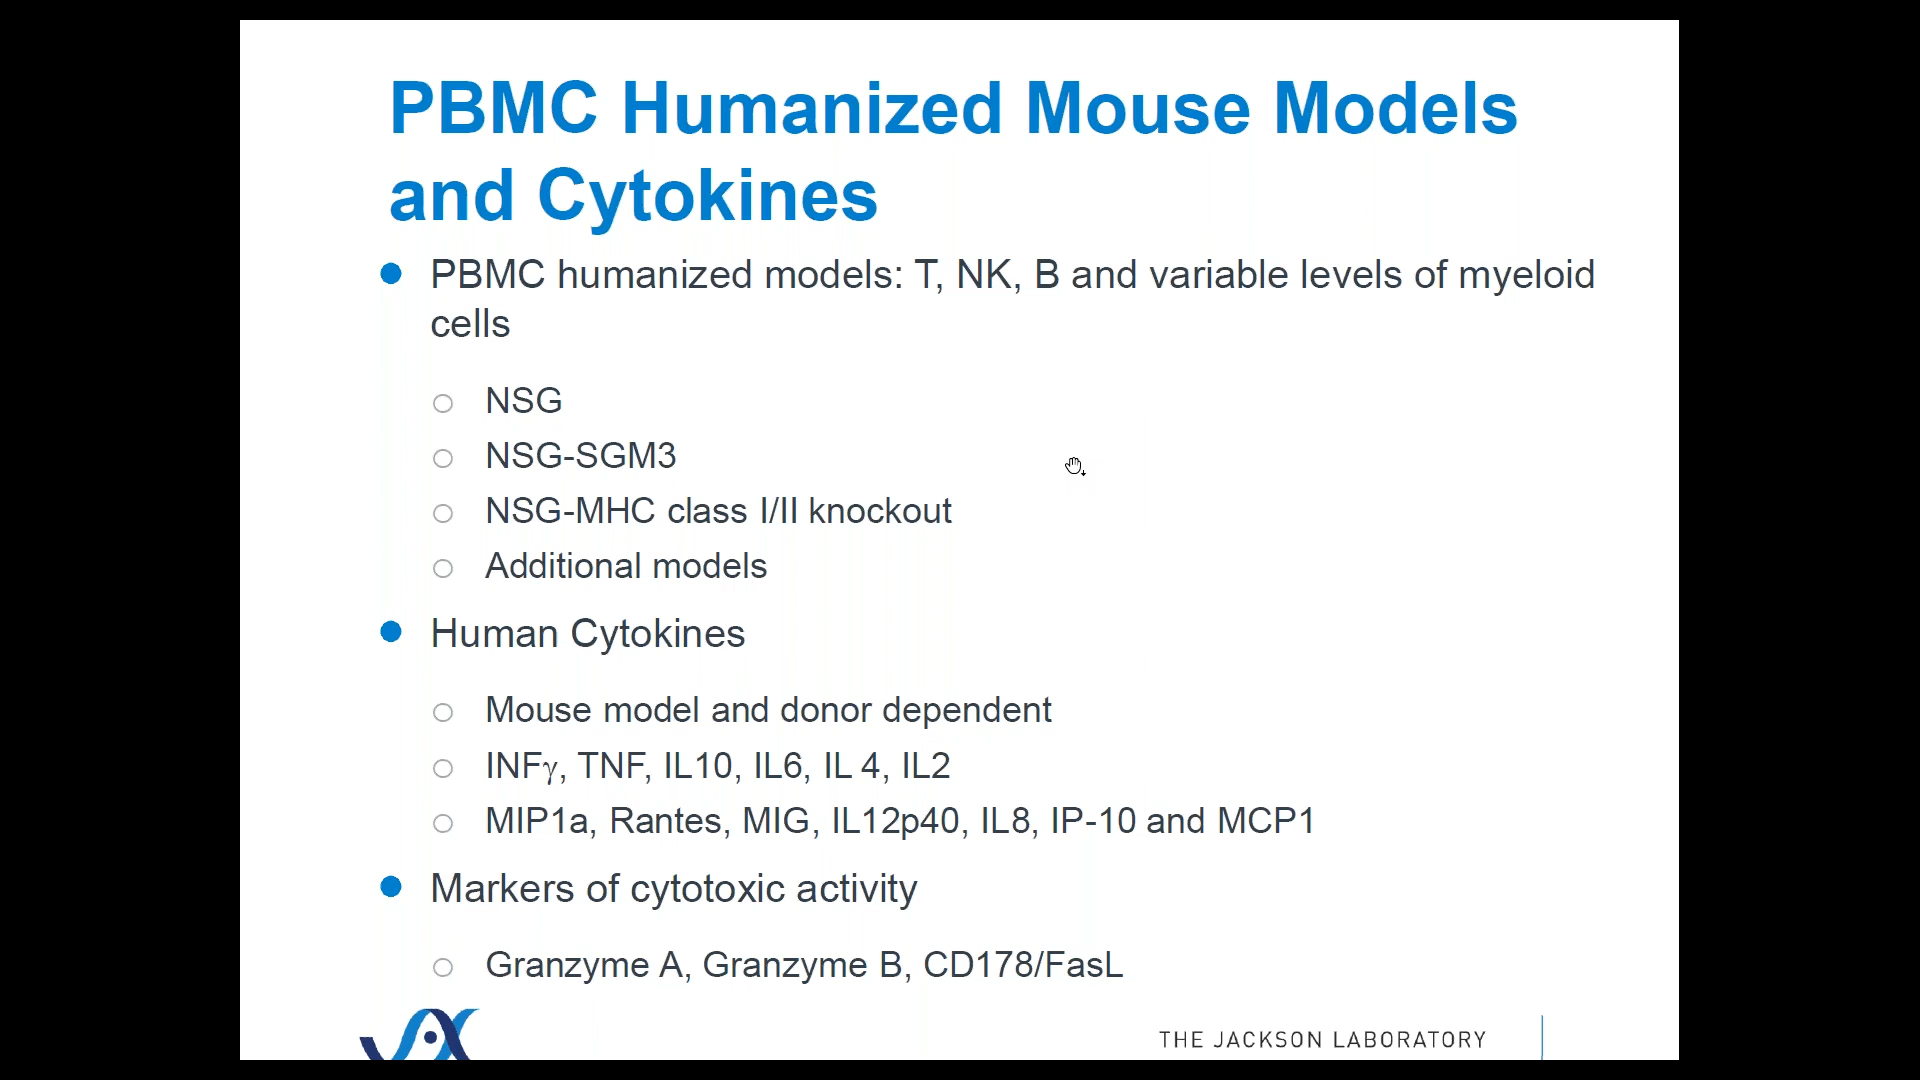 PBMC Humanized Mouse Models
and Cytokines
PBMC humanized models: T, NK, B and variable levels of myeloid
cells
NSG
NSG-SGM3
NSG-MHC class I/II knockout
Additional models
Human Cytokines
Mouse model and donor dependent
INFγ, TNF, IL10, IL6, IL 4, IL2
MIP1a, Rantes, MIG, IL12p40, IL8, IP-10 and MCP1
Markers of cytotoxic activity
Granzyme A, Granzyme B, CD178/FasL
THE JACKSON LABORATORY